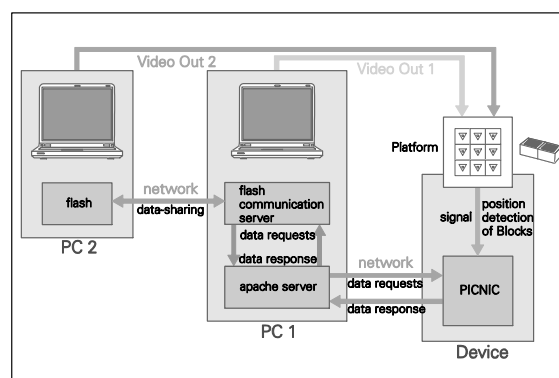 Video Out 2
Video Out 1
Platform
flash
network
data-sharing
flash
communication
server
signal
position
detection
of Blocks
data requests
data response
PC 2
apache server
network
data requests
data response
PICNIC
PC 1
Device